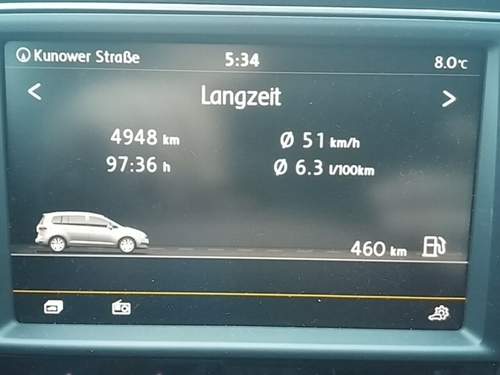 Kunower Straße 5:34 8.0°C
Langzeit
4948 km Ø 51 km/h
97:36 h Ø 6.3 l/100km
460 km